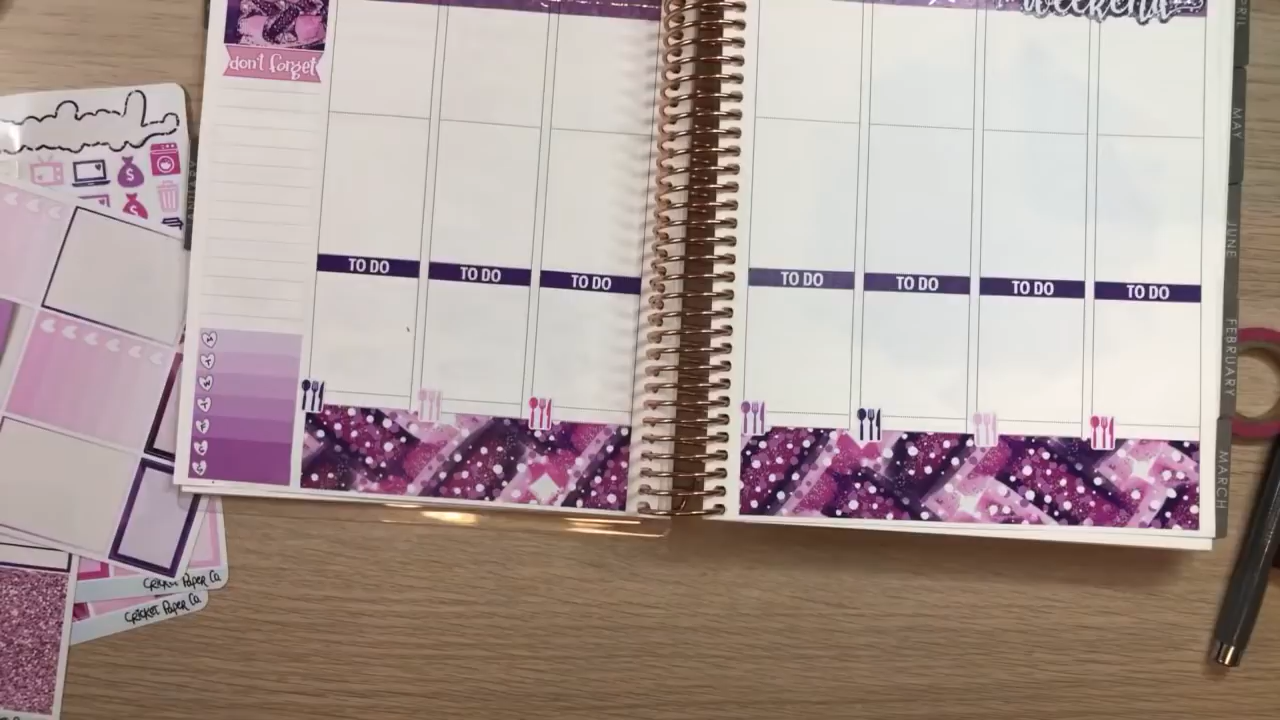 weekend
don't forget
TO DO
TO DO
TO DO
TO DO
TO DO
TO DO
TO DO
APRIL
MAY
JUNE
FEBRUARY
MARCH
Cricket Paper Co.
Cricket Paper Co.